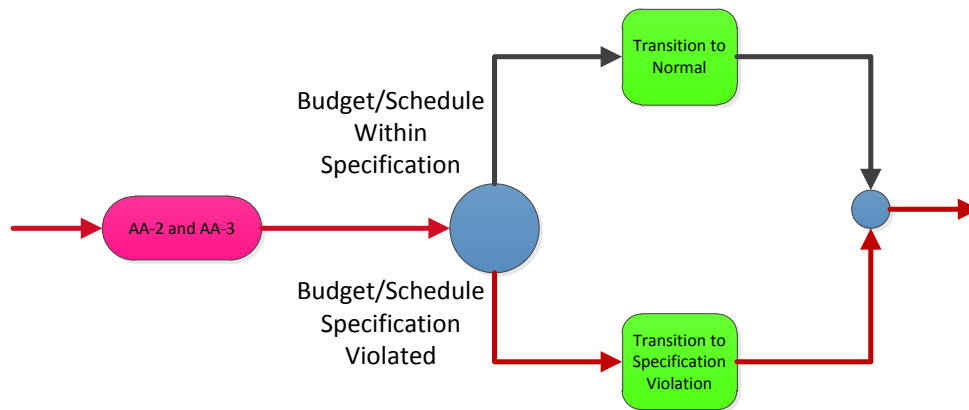 Transition to
Normal
Budget/Schedule
Within
Specification
AA-2 and AA-3
Budget/Schedule
Specification
Violated
Transition to
Specification
Violation